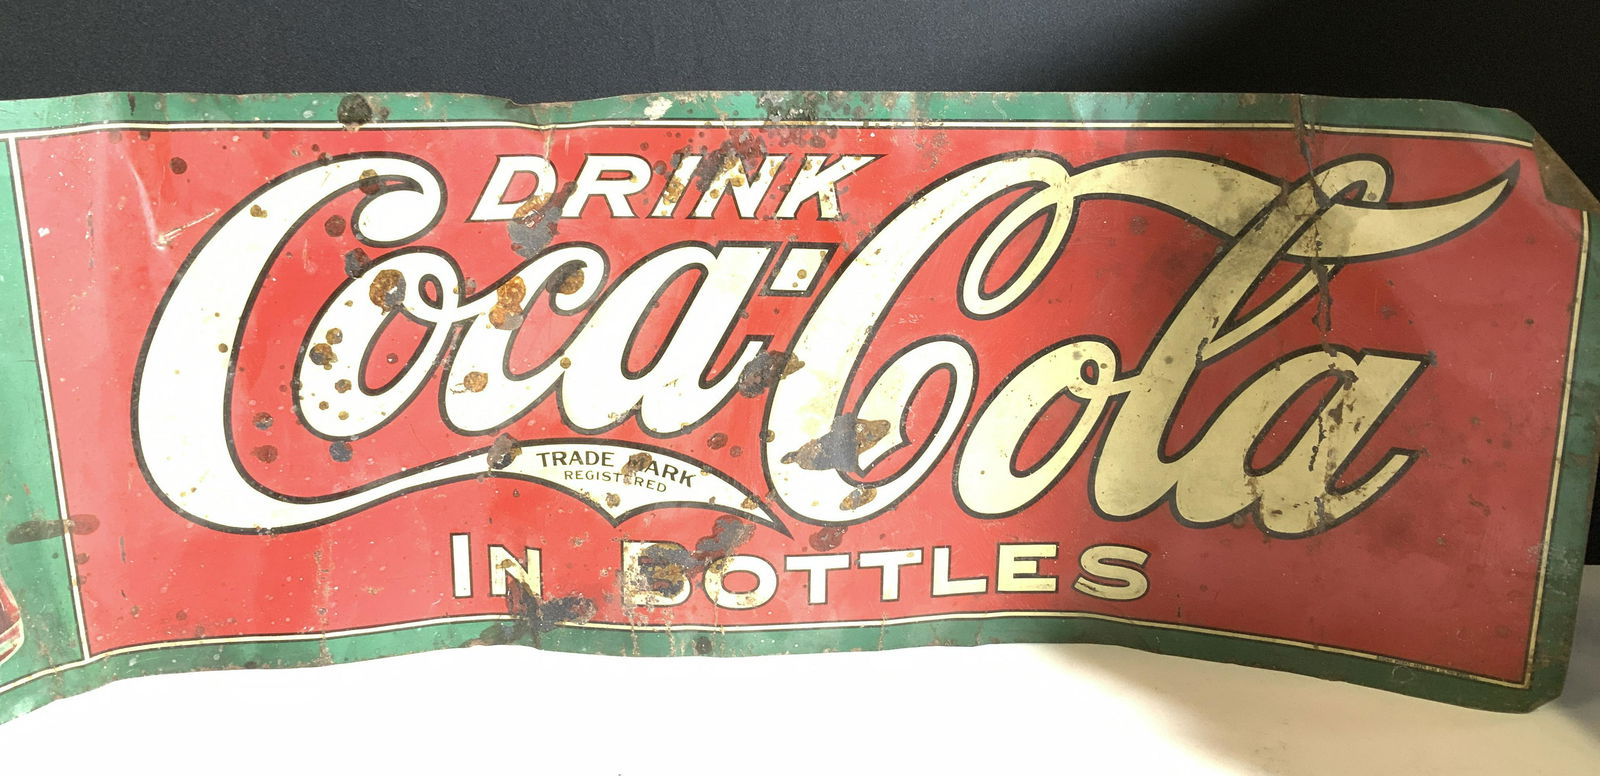 DRINK
Coca-Cola
TRADE MARK
REGISTERED
IN BOTTLES